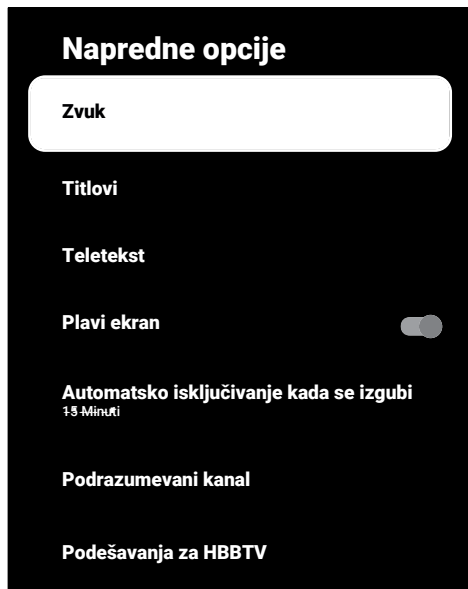 Napredne opcije
Zvuk
Titlovi
Teletekst
Plavi ekran
Automatsko isključivanje kada se izgubi
15 Minuti
Podrazumevani kanal
Podešavanja za HBBTV